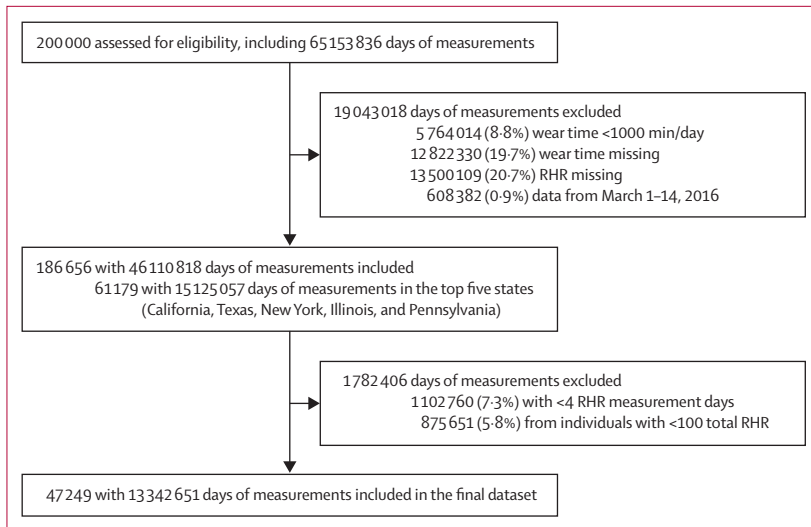 200 000 assessed for eligibility, including 65 153 836 days of measurements
19 043 018 days of measurements excluded
5 764 014 (8·8%) wear time <1000 min/day
12 822 330 (19·7%) wear time missing
13 500 109 (20·7%) RHR missing
608 382 (0·9%) data from March 1–14, 2016
186 656 with 46 110 818 days of measurements included
61 179 with 15 125 057 days of measurements in the top five states
(California, Texas, New York, Illinois, and Pennsylvania)
1 782 406 days of measurements excluded
1 102 760 (7·3%) with <4 RHR measurement days
875 651 (5·8%) from individuals with <100 total RHR
47 249 with 13 342 651 days of measurements included in the final dataset